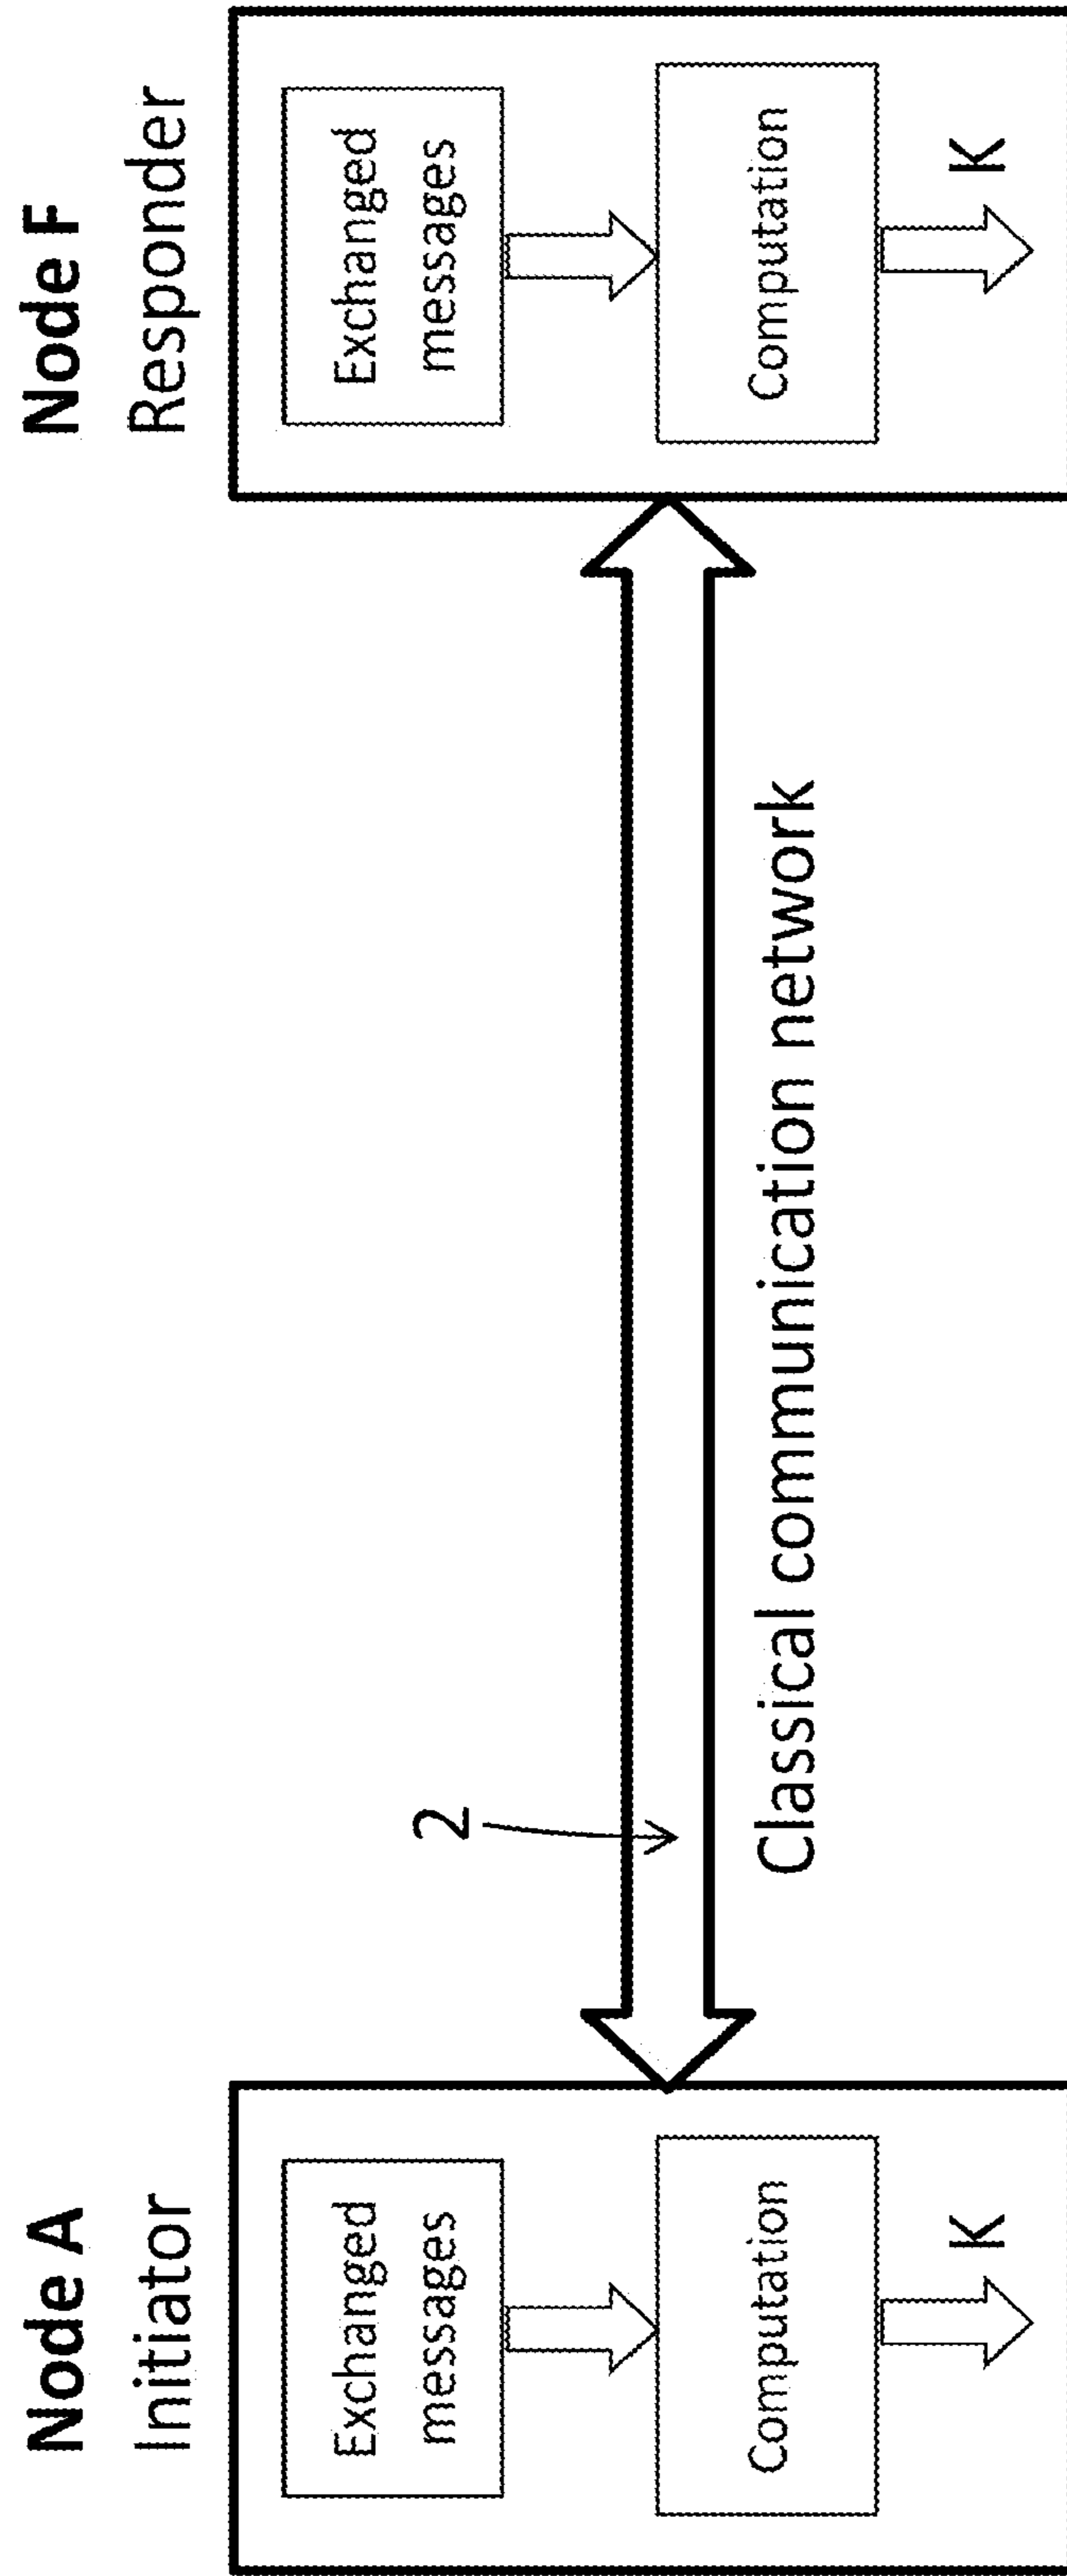 Node A
Initiator
Exchanged
messages
Computation
K
2
Classical communication network
Node F
Responder
Exchanged
messages
Computation
K